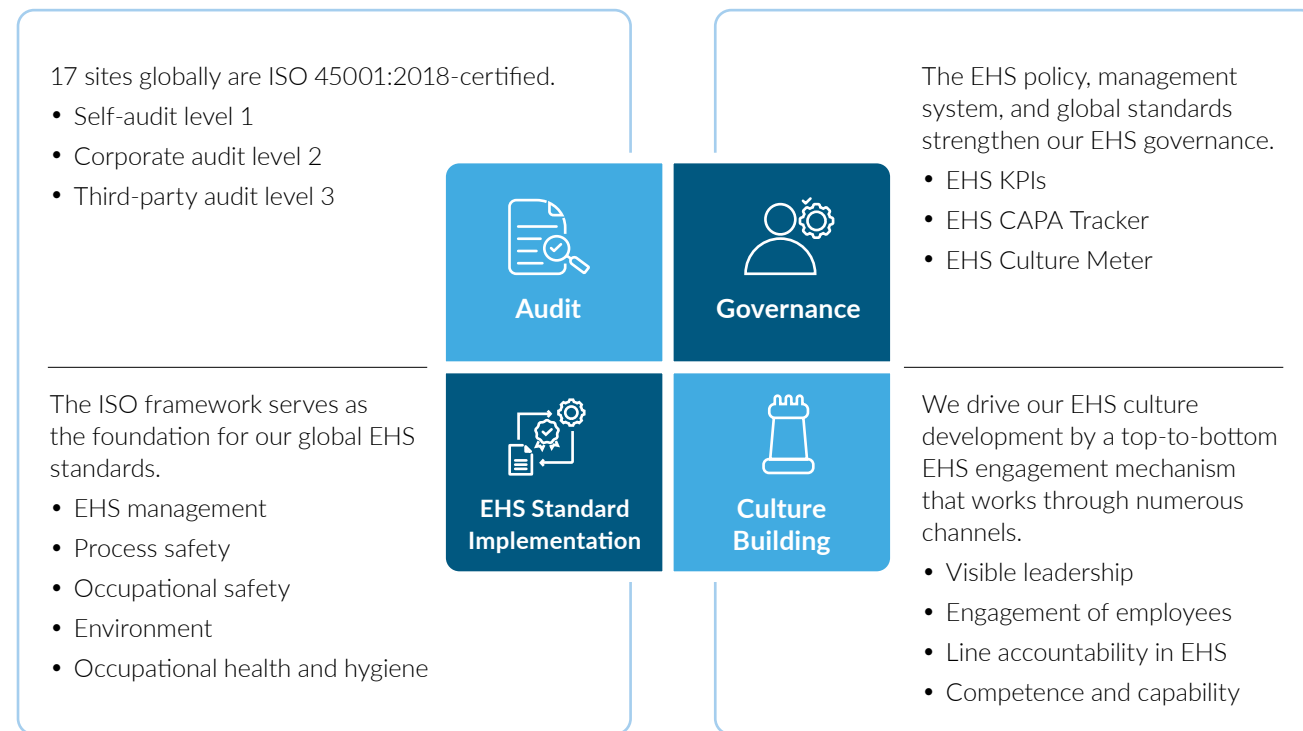 17 sites globally are ISO 45001:2018-certified.
• Self-audit level 1
• Corporate audit level 2
• Third-party audit level 3
Audit
Governance
The EHS policy, management
system, and global standards
strengthen our EHS governance.
• EHS KPIs
• EHS CAPA Tracker
• EHS Culture Meter
The ISO framework serves as
the foundation for our global EHS
standards.
• EHS management
• Process safety
• Occupational safety
• Environment
• Occupational health and hygiene
EHS Standard
Implementation
Culture
Building
We drive our EHS culture
development by a top-to-bottom
EHS engagement mechanism
that works through numerous
channels.
• Visible leadership
• Engagement of employees
• Line accountability in EHS
• Competence and capability